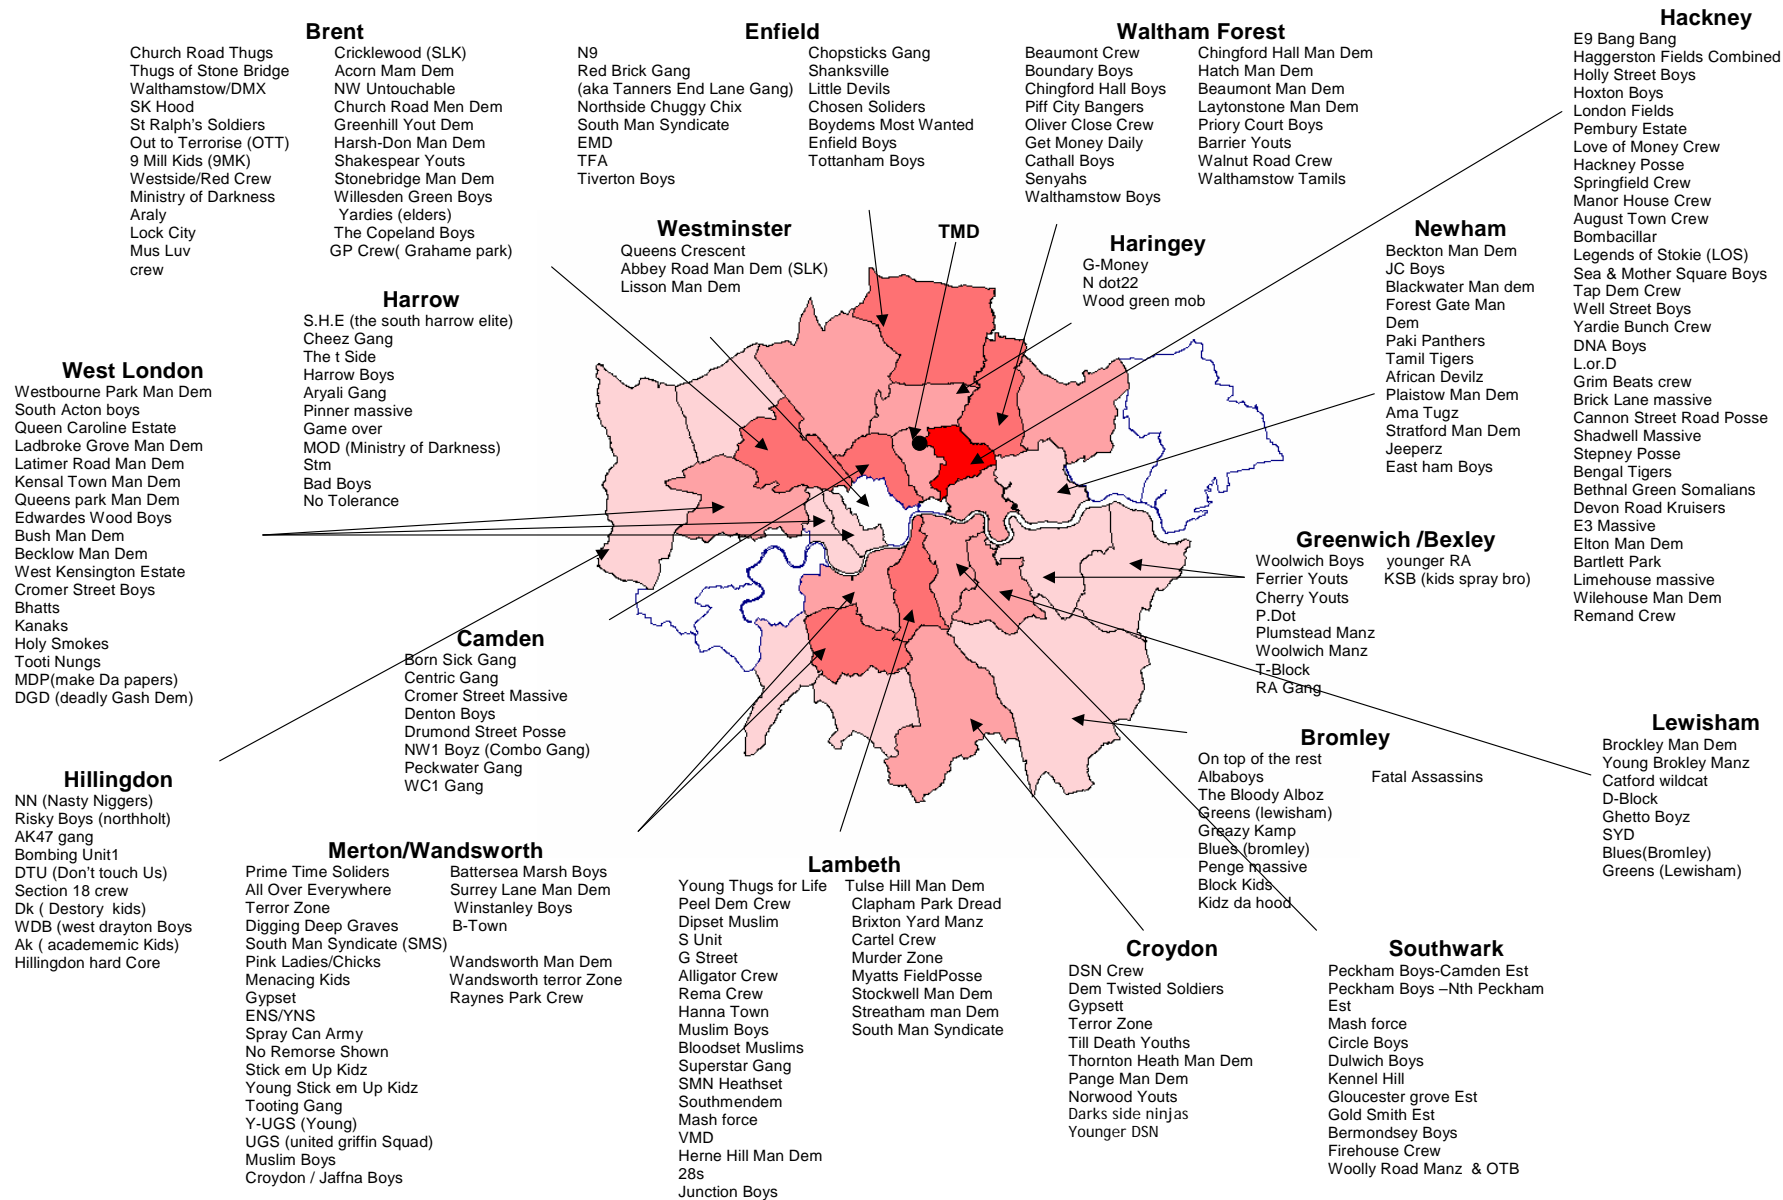 Brent
Church Road Thugs
Thugs of Stone Bridge
Walthamstow/DMX
SK Hood
St Ralph's Soldiers
Out to Terrorise (OTT)
9 Mill Kids (9MK)
Westside/Red Crew
Ministry of Darkness
Araly
Lock City
Mus Luv
crew
Cricklewood (SLK)
Acorn Mam Dem
NW Untouchable
Church Road Men Dem
Greenhill Yout Dem
Harsh-Don Man Dem
Shakespear Youts
Stonebridge Man Dem
Willesden Green Boys
Yardies (elders)
The Copeland Boys
GP Crew( Grahame park)
Enfield
N9
Red Brick Gang
(aka Tanners End Lane Gang)
Northside Chuggy Chix
South Man Syndicate
EMD
TFA
Tiverton Boys
Chopsticks Gang
Shanksville
Little Devils
Chosen Soliders
Boydems Most Wanted
Enfield Boys
Tottanham Boys
Waltham Forest
Beaumont Crew
Boundary Boys
Chingford Hall Boys
Piff City Bangers
Oliver Close Crew
Get Money Daily
Cathall Boys
Senyahs
Walthamstow Boys
Chingford Hall Man Dem
Hatch Man Dem
Beaumont Man Dem
Laytonstone Man Dem
Priory Court Boys
Barrier Youts
Walnut Road Crew
Walthamstow Tamils
Hackney
E9 Bang Bang
Haggerston Fields Combined
Holly Street Boys
Hoxton Boys
London Fields
Pembury Estate
Love of Money Crew
Hackney Posse
Springfield Crew
Manor House Crew
August Town Crew
Bombacillar
Legends of Stokie (LOS)
Sea & Mother Square Boys
Tap Dem Crew
Well Street Boys
Yardie Bunch Crew
DNA Boys
L.or.D
Grim Beats crew
Brick Lane massive
Cannon Street Road Posse
Shadwell Massive
Stepney Posse
Bengal Tigers
Bethnal Green Somalians
Devon Road Kruisers
E3 Massive
Elton Man Dem
Bartlett Park
Limehouse massive
Wilehouse Man Dem
Remand Crew
Westminster
Queens Crescent
Abbey Road Man Dem (SLK)
Lisson Man Dem
TMD
Haringey
G-Money
N dot22
Wood green mob
Newham
Beckton Man Dem
JC Boys
Blackwater Man dem
Forest Gate Man
Dem
Paki Panthers
Tamil Tigers
African Devilz
Plaistow Man Dem
Ama Tugz
Stratford Man Dem
Jeeperz
East ham Boys
Harrow
S.H.E (the south harrow elite)
Cheez Gang
The t Side
Harrow Boys
Aryali Gang
Pinner massive
Game over
MOD (Ministry of Darkness)
Stm
Bad Boys
No Tolerance
West London
Westbourne Park Man Dem
South Acton boys
Queen Caroline Estate
Ladbroke Grove Man Dem
Latimer Road Man Dem
Kensal Town Man Dem
Queens park Man Dem
Edwardes Wood Boys
Bush Man Dem
Becklow Man Dem
West Kensington Estate
Cromer Street Boys
Bhatts
Kanaks
Holy Smokes
Tooti Nungs
MDP(make Da papers)
DGD (deadly Gash Dem)
Greenwich /Bexley
Woolwich Boys
Ferrier Youts
Cherry Youts
P.Dot
Plumstead Manz
Woolwich Manz
T-Block
RA Gang
younger RA
KSB (kids spray bro)
Camden
Born Sick Gang
Centric Gang
Cromer Street Massive
Denton Boys
Drumond Street Posse
NW1 Boyz (Combo Gang)
Peckwater Gang
WC1 Gang
Lewisham
Brockley Man Dem
Young Brokley Manz
Catford wildcat
D-Block
Ghetto Boyz
SYD
Blues(Bromley)
Greens (Lewisham)
Bromley
On top of the rest
Albaboys
The Bloody Alboz
Greens (lewisham)
Greazy Kamp
Blues (bromley)
Penge massive
Block Kids
Kidz da hood
Fatal Assassins
Hillingdon
NN (Nasty Niggers)
Risky Boys (northholt)
AK47 gang
Bombing Unit1
DTU (Don't touch Us)
Section 18 crew
Dk ( Destory  kids)
WDB (west drayton Boys
Ak ( academemic Kids)
Hillingdon hard Core
Merton/Wandsworth
Prime Time Soliders
All Over Everywhere
Terror Zone
Digging Deep Graves
South Man Syndicate (SMS)
Pink Ladies/Chicks
Menacing Kids
Gypset
ENS/YNS
Spray Can Army
No Remorse Shown
Stick em Up Kidz
Young Stick em Up Kidz
Tooting Gang
Y-UGS (Young)
UGS (united griffin Squad)
Muslim Boys
Croydon / Jaffna Boys
Battersea Marsh Boys
Surrey Lane Man Dem
Winstanley Boys
B-Town
Wandsworth Man Dem
Wandsworth terror Zone
Raynes Park Crew
Lambeth
Young Thugs for Life
Peel Dem Crew
Dipset Muslim
S Unit
G Street
Alligator Crew
Rema Crew
Hanna Town
Muslim Boys
Bloodset Muslims
Superstar Gang
SMN Heathset
Southmendem
Mash force
VMD
Herne Hill Man Dem
28s
Junction Boys
Tulse Hill Man Dem
Clapham Park Dread
Brixton Yard Manz
Cartel Crew
Murder Zone
Myatts FieldPosse
Stockwell Man Dem
Streatham man Dem
South Man Syndicate
Croydon
DSN Crew
Dem Twisted Soldiers
Gypsett
Terror Zone
Till Death Youths
Thornton Heath Man Dem
Pange Man Dem
Norwood Youts
Darks side ninjas
Younger DSN
Southwark
Peckham Boys-Camden Est
Peckham Boys –Nth Peckham
Est
Mash force
Circle Boys
Dulwich Boys
Kennel Hill
Gloucester grove Est
Gold Smith Est
Bermondsey Boys
Firehouse Crew
Woolly Road Manz  & OTB